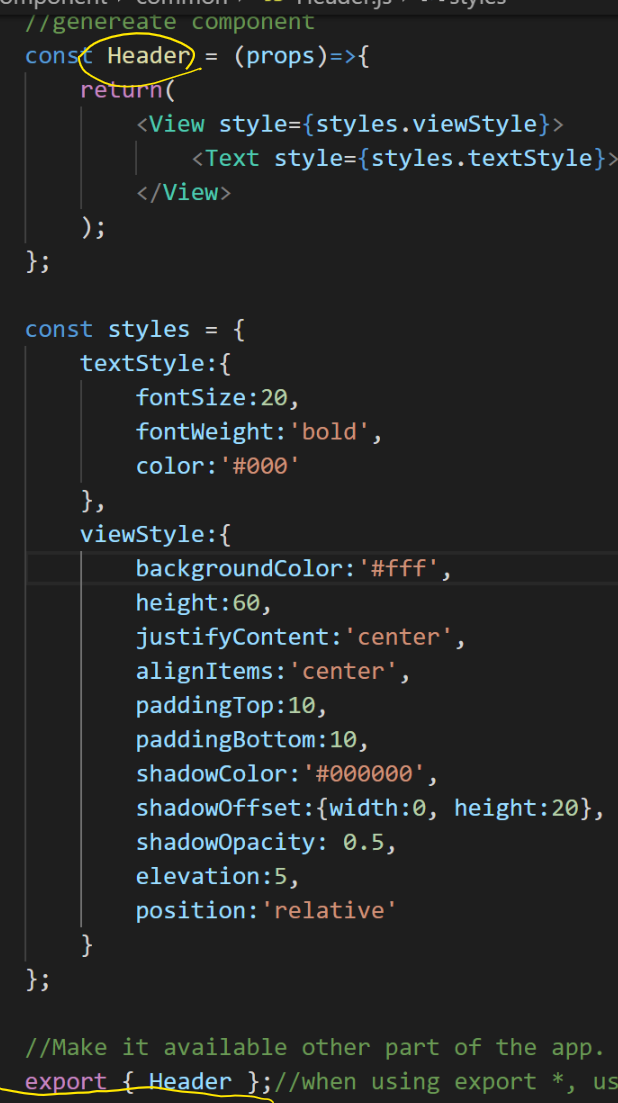 component > common > JS Header.js > styles
//genereate component
const Header = (props)=>{
    return(
        <View style={styles.viewStyle}>
            <Text style={styles.textStyle}>
        </View>
    );
};
const styles = {
    textStyle:{
        fontSize:20,
        fontWeight:'bold',
        color:'#000'
    },
    viewStyle:{
        backgroundColor:'#fff',
        height:60,
        justifyContent:'center',
        alignItems:'center',
        paddingTop:10,
        paddingBottom:10,
        shadowColor:'#000000',
        shadowOffset:{width:0, height:20},
        shadowOpacity: 0.5,
        elevation:5,
        position:'relative'
    }
};
//Make it available other part of the app.
export { Header };//when using export *, us